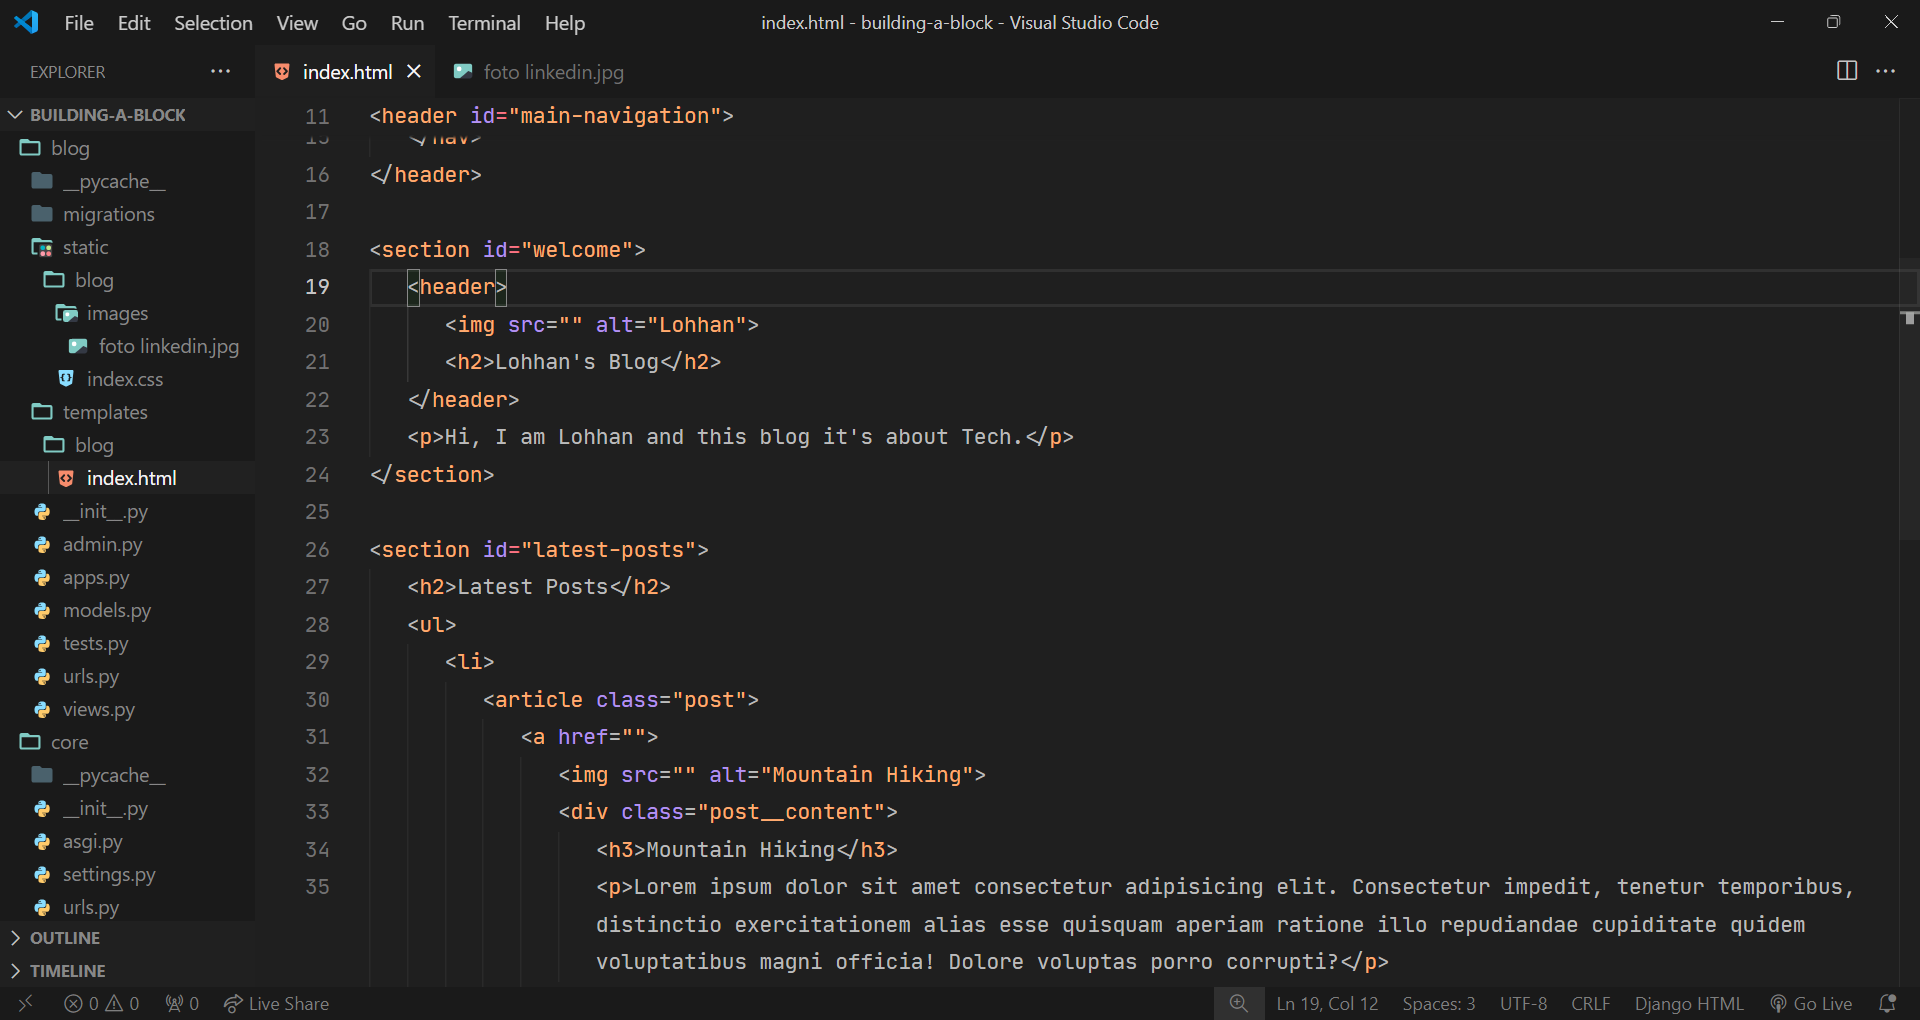 File Edit Selection View Go Run Terminal Help
index.html - building-a-block - Visual Studio Code
EXPLORER
index.html
foto linkedin.jpg
BUILDING-A-BLOCK
blog
__pycache__
migrations
static
blog
images
foto linkedin.jpg
index.css
templates
blog
index.html
__init__.py
admin.py
apps.py
models.py
tests.py
urls.py
views.py
core
__pycache__
__init__.py
asgi.py
settings.py
urls.py
OUTLINE
TIMELINE
11 <header id="main-navigation">
15 </nav>
16 </header>
17
18 <section id="welcome">
19 <header>
20 <img src="" alt="Lohhan">
21 <h2>Lohhan's Blog</h2>
22 </header>
23 <p>Hi, I am Lohhan and this blog it's about Tech.</p>
24 </section>
25
26 <section id="latest-posts">
27 <h2>Latest Posts</h2>
28 <ul>
29 <li>
30 <article class="post">
31 <a href="">
32 <img src="" alt="Mountain Hiking">
33 <div class="post__content">
34 <h3>Mountain Hiking</h3>
35 <p>Lorem ipsum dolor sit amet consectetur adipisicing elit. Consectetur impedit, tenetur temporibus,
distinctio exercitationem alias esse quisquam aperiam ratione illo repudiandae cupiditate quidem
voluptatibus magni officia! Dolore voluptas porro corrupti?</p>
0 0 0 Live Share
Ln 19, Col 12 Spaces: 3 UTF-8 CRLF Django HTML Go Live